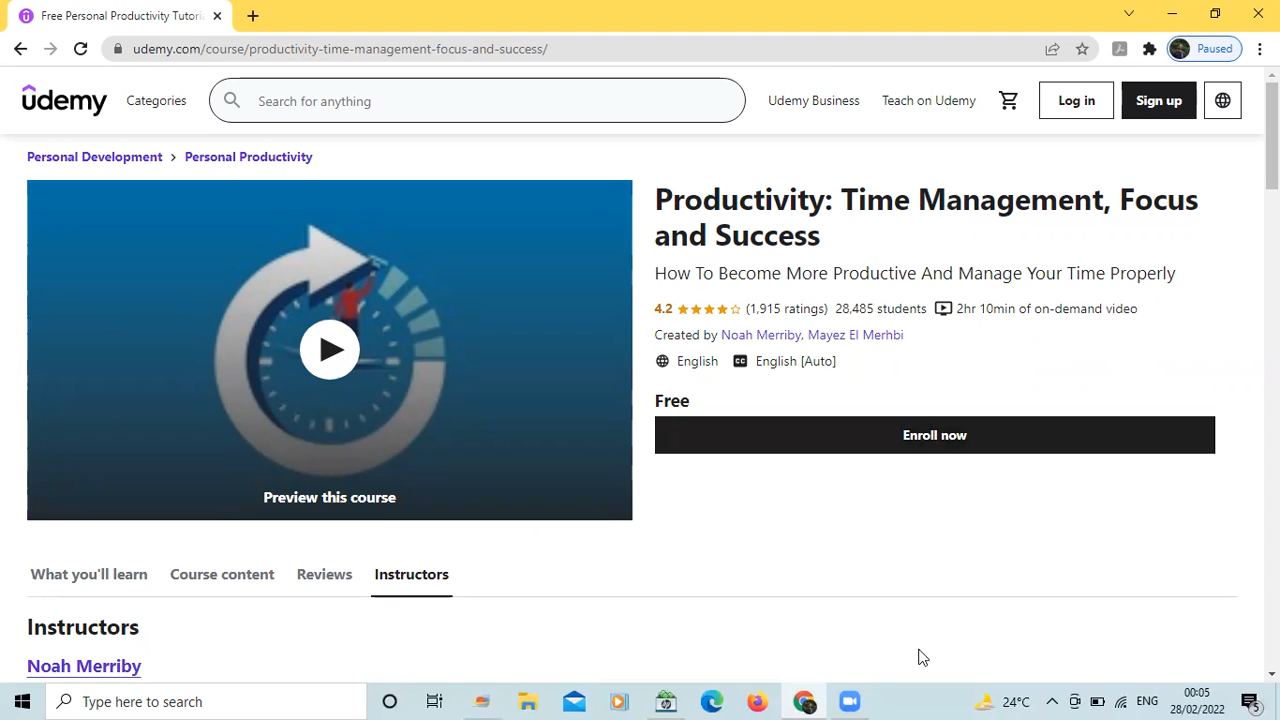 Free Personal Productivity Tutori
udemy.com/course/productivity-time-management-focus-and-success/
Paused
udemy
Categories
Search for anything
Udemy Business
Teach on Udemy
Log in
Sign up
Personal Development
Personal Productivity
Productivity: Time Management, Focus
and Success
How To Become More Productive And Manage Your Time Properly
4.2 (1,915 ratings) 28,485 students 2hr 10min of on-demand video
Created by Noah Merriby, Mayez El Merhbi
English CC English [Auto]
Free
Enroll now
Preview this course
What you'll learn
Course content
Reviews
Instructors
Instructors
Noah Merriby
Type here to search
hp
24°C
ENG
00:05
28/02/2022
5